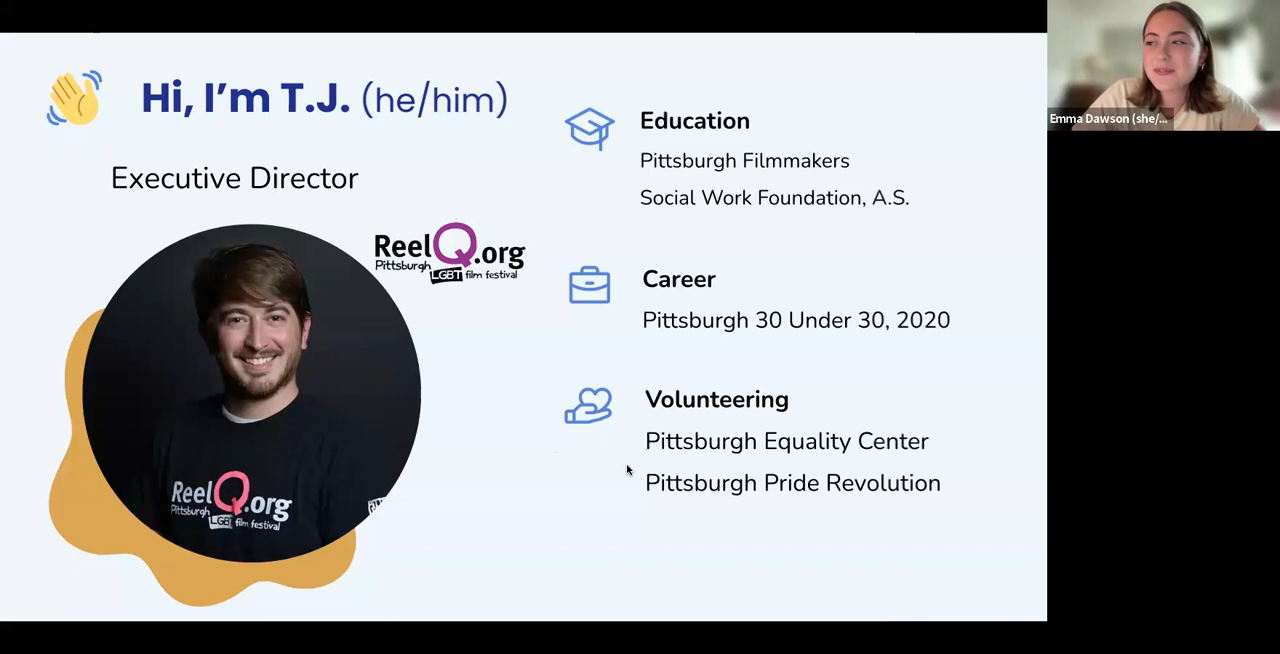 Hi, I’m T.J. (he/him)
Executive Director
ReelQ.org
Pittsburgh LGBT film festival
ReelQ.org
Pittsburgh LGBT film festival
Education
Pittsburgh Filmmakers
Social Work Foundation, A.S.
Career
Pittsburgh 30 Under 30, 2020
Volunteering
Pittsburgh Equality Center
Pittsburgh Pride Revolution
Emma Dawson (she/...